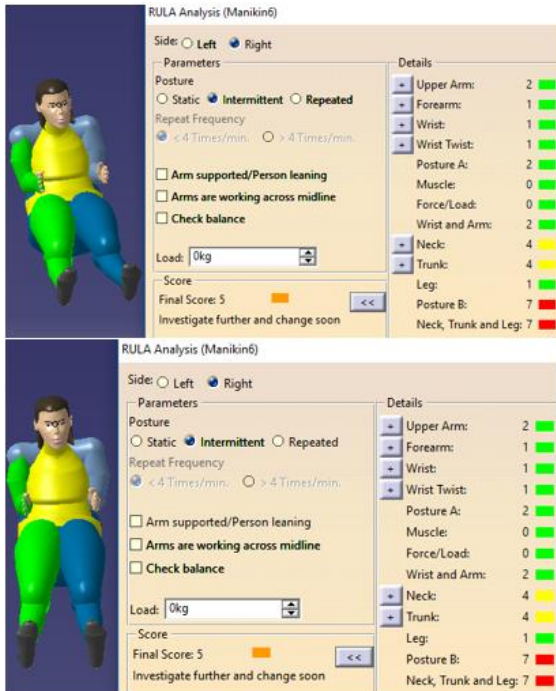 RULA Analysis (Manikin6)
Side: Left Right
Parameters
Posture
Static Intermittent Repeated
Repeat Frequency
< 4 Times/min. > 4 Times/min.
Arm supported/Person leaning
Arms are working across midline
Check balance
Load: 0kg
Score
Final Score: 5
<<
Investigate further and change soon
Details
+ Upper Arm: 2
+ Forearm: 1
+ Wrist: 1
+ Wrist Twist: 1
Posture A: 2
Muscle: 0
Force/Load: 0
Wrist and Arm: 2
+ Neck: 4
+ Trunk: 4
Leg: 1
Posture B: 7
Neck, Trunk and Leg: 7
RULA Analysis (Manikin6)
Side: Left Right
Parameters
Posture
Static Intermittent Repeated
Repeat Frequency
< 4 Times/min. > 4 Times/min.
Arm supported/Person leaning
Arms are working across midline
Check balance
Load: 0kg
Score
Final Score: 5
<<
Investigate further and change soon
Details
+ Upper Arm: 2
+ Forearm: 1
+ Wrist: 1
+ Wrist Twist: 1
Posture A: 2
Muscle: 0
Force/Load: 0
Wrist and Arm: 2
+ Neck: 4
+ Trunk: 4
Leg: 1
Posture B: 7
Neck, Trunk and Leg: 7